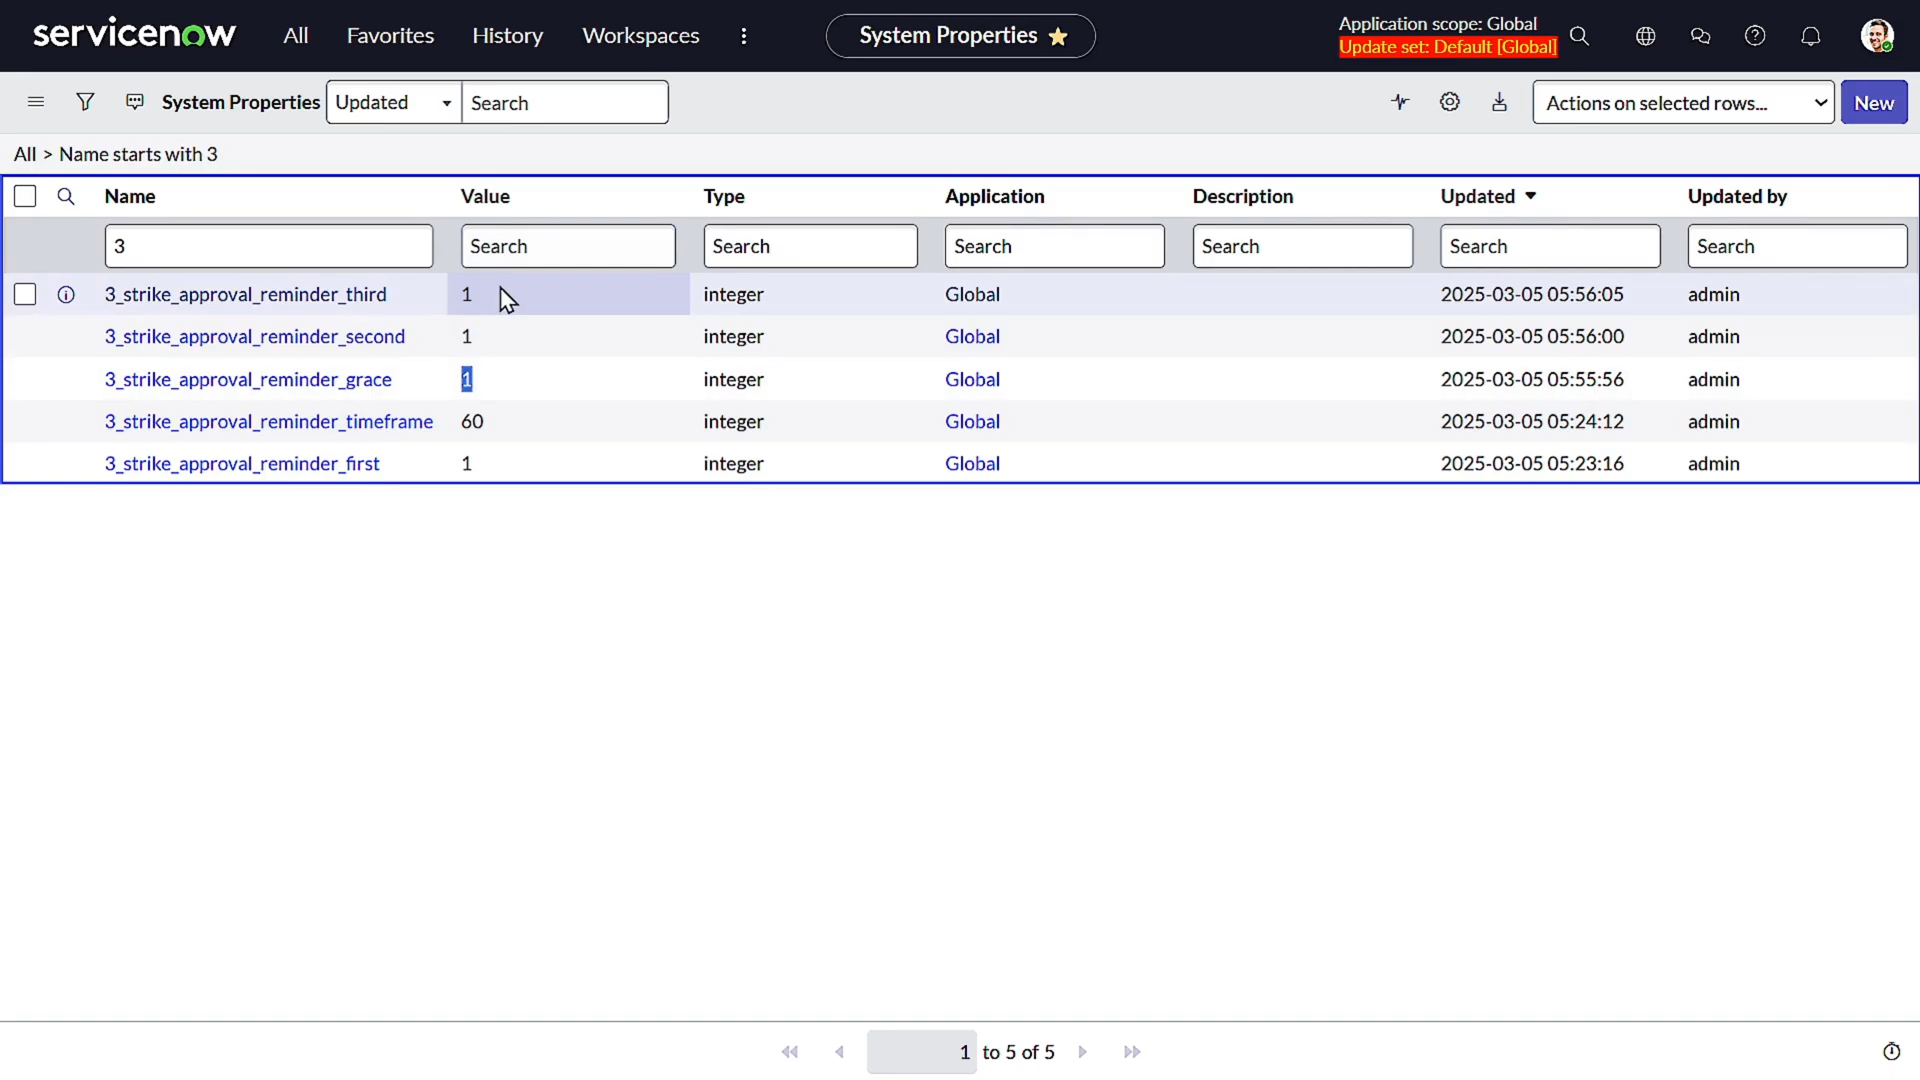 servicenow All Favorites History Workspaces System Properties Application scope: Global
Update set: Default [Global]
System Properties Updated Search Actions on selected rows... New
All > Name starts with 3
Name Value Type Application Description Updated Updated by
3 Search Search Search Search Search Search
3_strike_approval_reminder_third 1 integer Global 2025-03-05 05:56:05 admin
3_strike_approval_reminder_second 1 integer Global 2025-03-05 05:56:00 admin
3_strike_approval_reminder_grace 1 integer Global 2025-03-05 05:55:56 admin
3_strike_approval_reminder_timeframe 60 integer Global 2025-03-05 05:24:12 admin
3_strike_approval_reminder_first 1 integer Global 2025-03-05 05:23:16 admin
1 to 5 of 5